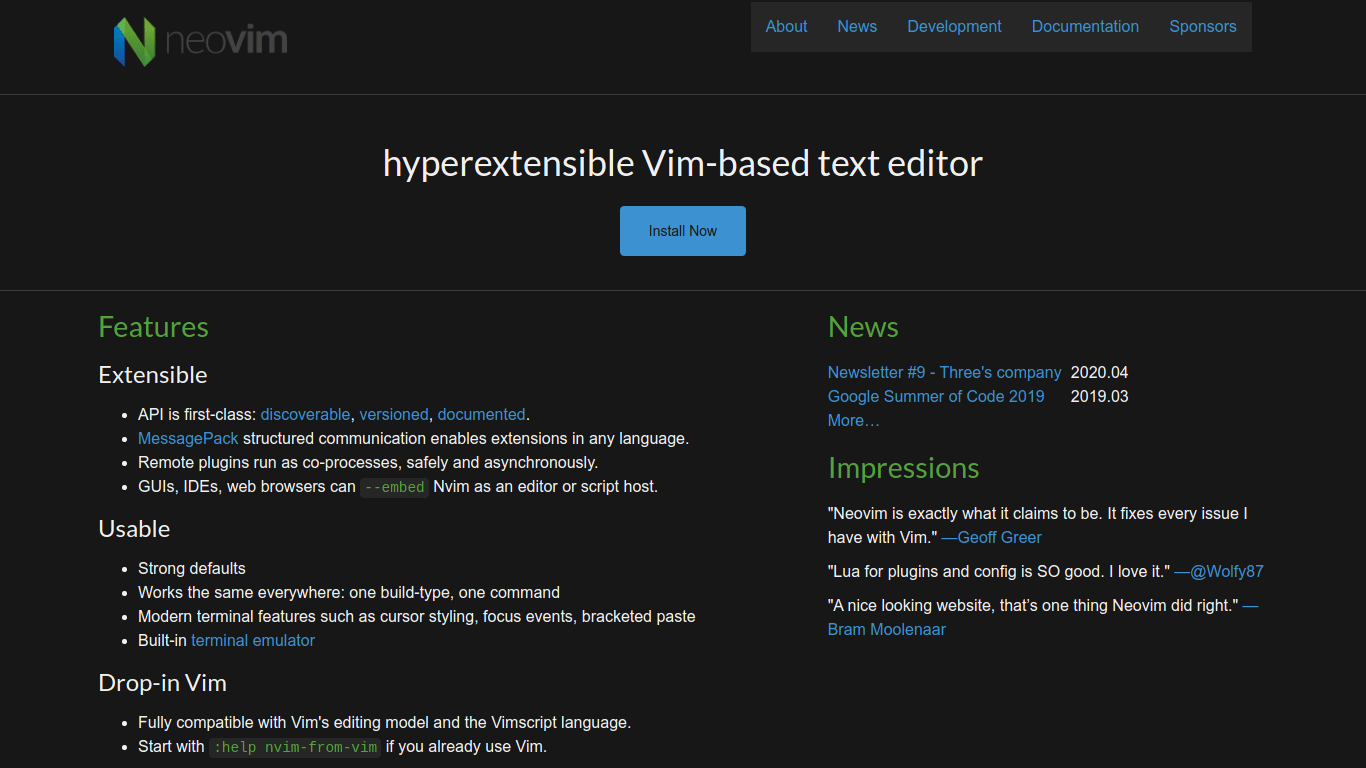 neovim
About News Development Documentation Sponsors
hyperextensible Vim-based text editor
Install Now
Features
Extensible
• API is first-class: discoverable, versioned, documented.
• MessagePack structured communication enables extensions in any language.
• Remote plugins run as co-processes, safely and asynchronously.
• GUIs, IDEs, web browsers can --embed Nvim as an editor or script host.
Usable
• Strong defaults
• Works the same everywhere: one build-type, one command
• Modern terminal features such as cursor styling, focus events, bracketed paste
• Built-in terminal emulator
Drop-in Vim
• Fully compatible with Vim's editing model and the Vimscript language.
• Start with :help nvim-from-vim if you already use Vim.
News
Newsletter #9 - Three's company 2020.04
Google Summer of Code 2019 2019.03
More…
Impressions
"Neovim is exactly what it claims to be. It fixes every issue I
have with Vim." —Geoff Greer
"Lua for plugins and config is SO good. I love it." —@Wolfy87
"A nice looking website, that’s one thing Neovim did right." —
Bram Moolenaar